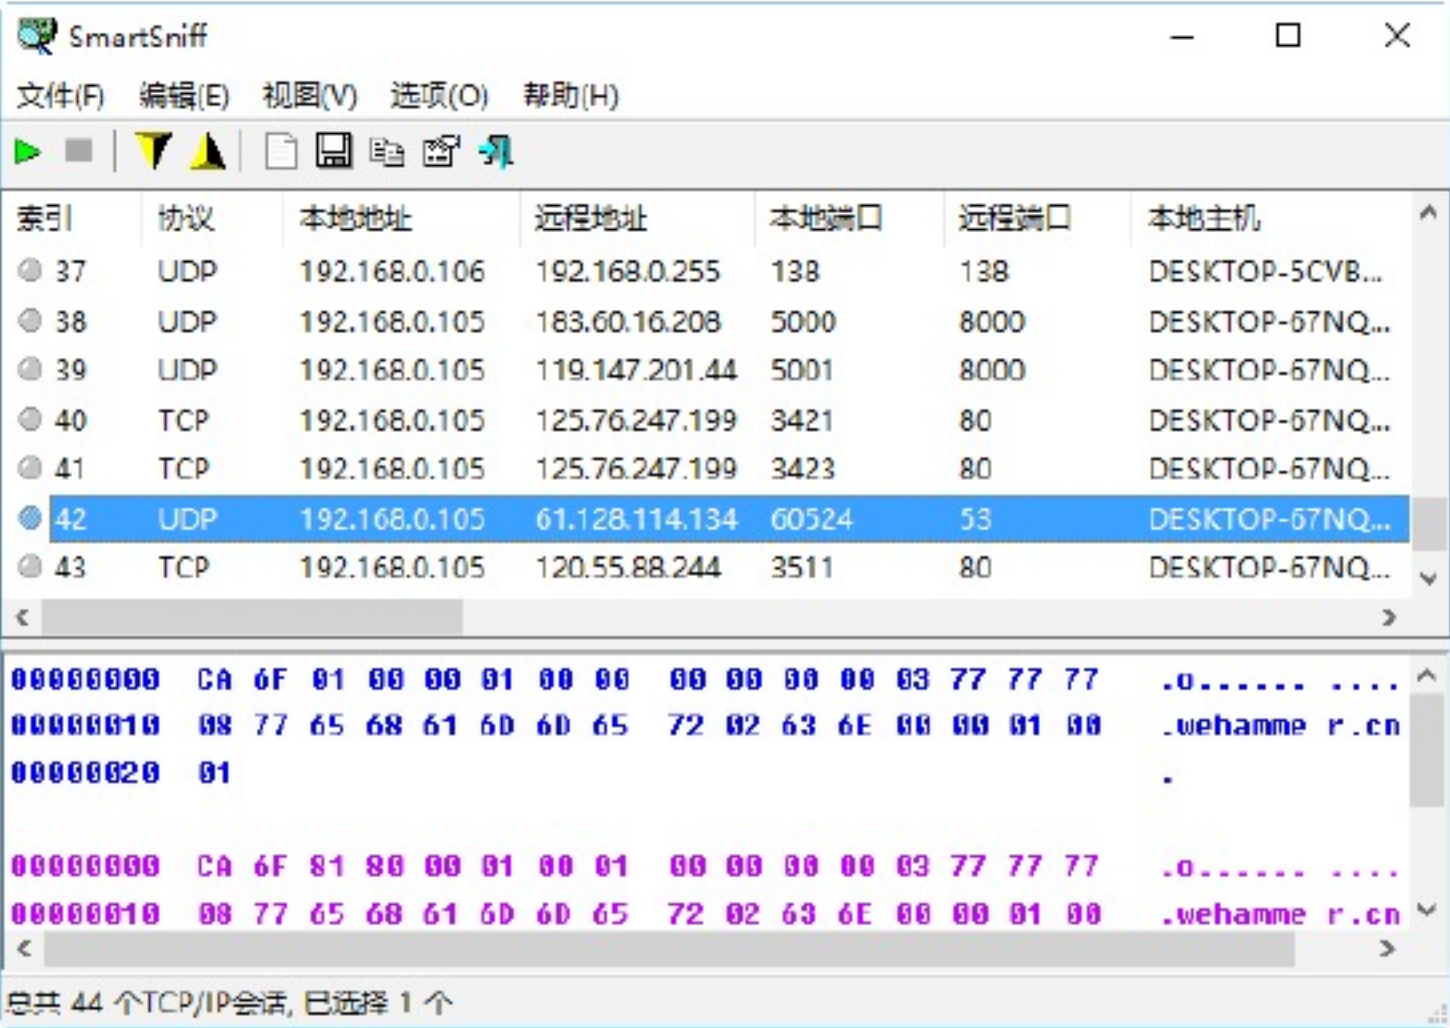 SmartSniff
文件(F) 编辑(E) 视图(V) 选项(O) 帮助(H)
索引 协议 本地地址 远程地址 本地端口 远程端口 本地主机
37 UDP 192.168.0.106 192.168.0.255 138 138 DESKTOP-5CVB...
38 UDP 192.168.0.105 183.60.16.208 5000 8000 DESKTOP-67NQ...
39 UDP 192.168.0.105 119.147.201.44 5001 8000 DESKTOP-67NQ...
40 TCP 192.168.0.105 125.76.247.199 3421 80 DESKTOP-67NQ...
41 TCP 192.168.0.105 125.76.247.199 3423 80 DESKTOP-67NQ...
42 UDP 192.168.0.105 61.128.114.134 60524 53 DESKTOP-67NQ...
43 TCP 192.168.0.105 120.55.88.244 3511 80 DESKTOP-67NQ...
00000000 CA 6F 01 00 00 01 00 00 00 00 00 00 03 77 77 77 .o...... ....
00000010 08 77 65 68 61 6D 6D 65 72 02 63 6E 00 00 01 00 .wehamme r.cn
00000020 01 .
00000000 CA 6F 81 80 00 01 00 01 00 00 00 00 03 77 77 77 .o...... ....
00000010 08 77 65 68 61 6D 6D 65 72 02 63 6E 00 00 01 00 .wehamme r.cn
总共 44 个TCP/IP会话, 已选择 1 个